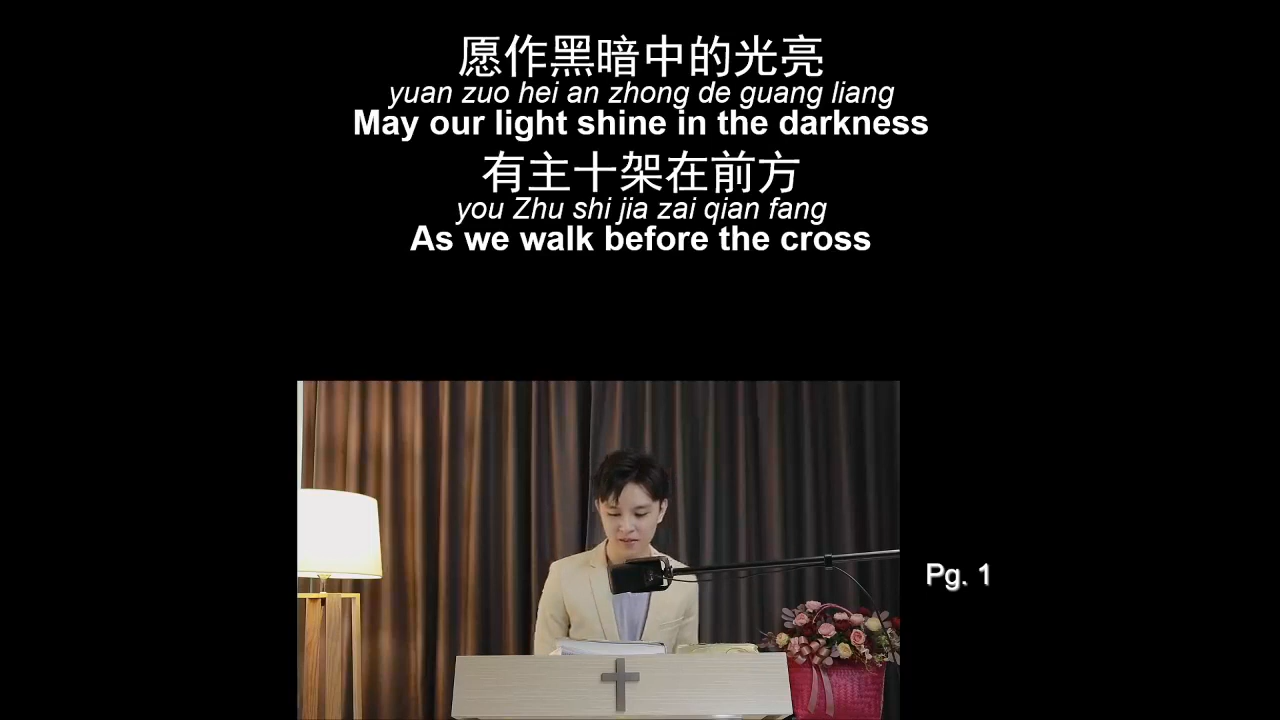 愿作黑暗中的光亮
yuan zuo hei an zhong de guang liang
May our light shine in the darkness
有主十架在前方
you Zhu shi jia zai qian fang
As we walk before the cross
Pg. 1